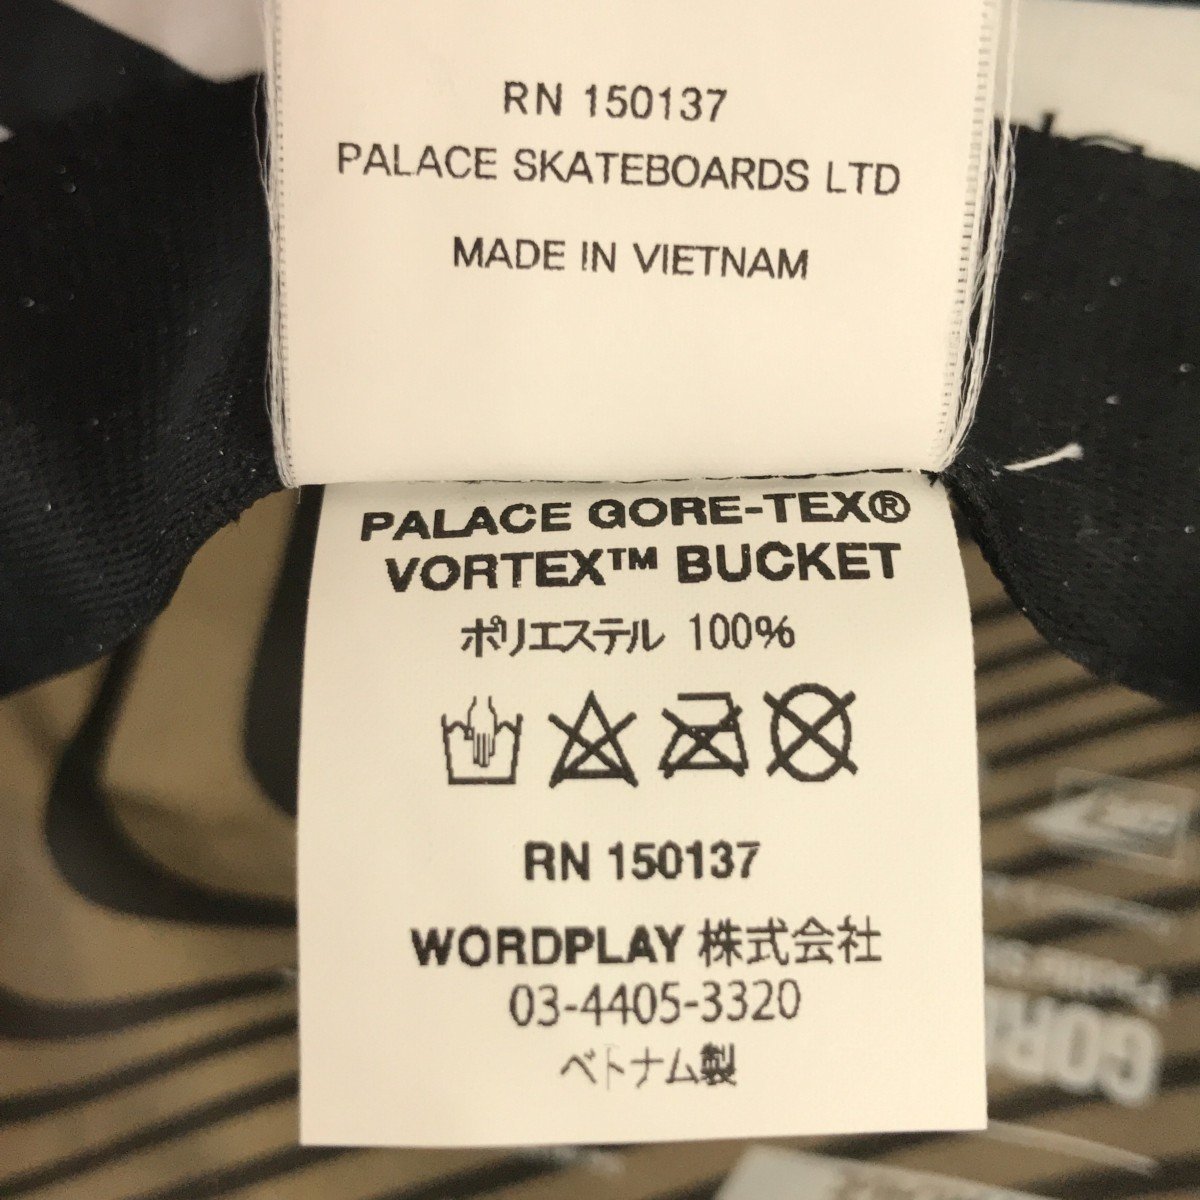 RN 150137
PALACE SKATEBOARDS LTD
MADE IN VIETNAM
PALACE GORE-TEX®
VORTEX™ BUCKET
ポリエステル 100%
RN 150137
WORDPLAY 株式会社
03-4405-3320
ベトナム製